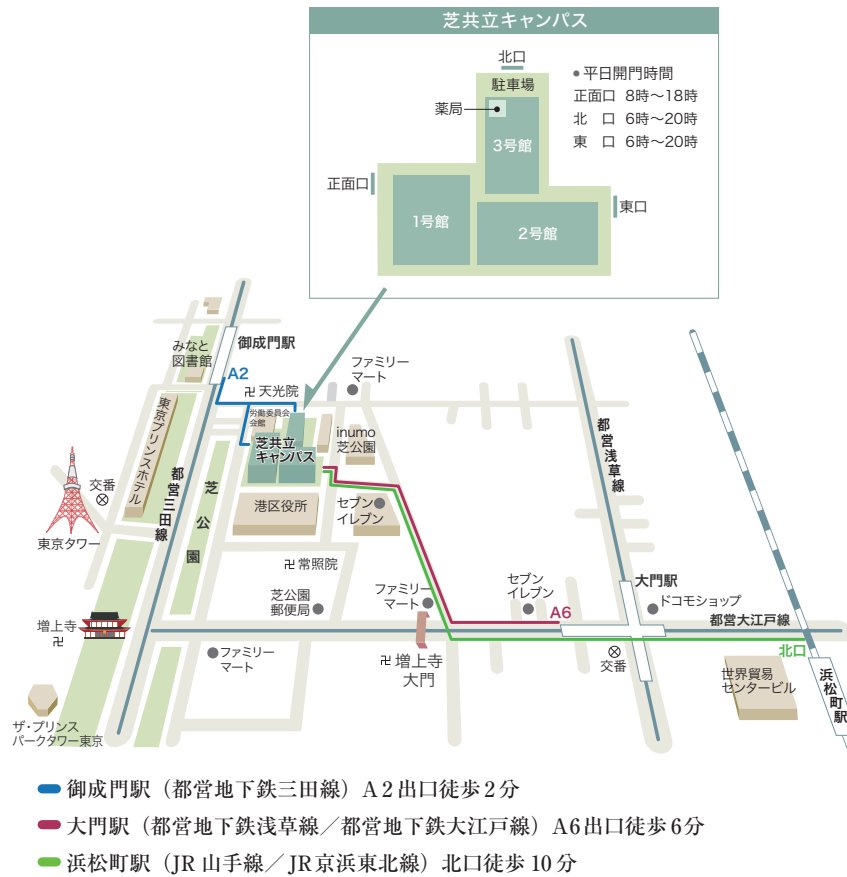 芝共立キャンパス
北口
●平日開門時間
駐車場
正面口 8時〜18時
薬局
北 口 6時〜20時
3号館
東 口 6時〜20時
正面口
東口
1号館
2号館
御成門駅
みなと
図書館
A2
ファミリー
マート
卍 天光院
労働委員会
会館
東京プリンスホテル
inumo
芝公園
芝共立
キャンパス
都営浅草線
都営三田線
芝公園
交番
港区役所
セブン
イレブン
東京タワー
卍 常照院
大門駅
セブン
イレブン
ファミリー
マート
芝公園
郵便局
ドコモショップ
A6
都営大江戸線
増上寺
卍
北口
ファミリー
マート
卍 増上寺
大門
交番
世界貿易
センタービル
浜松町駅
ザ・プリンス
パークタワー東京
御成門駅（都営地下鉄三田線）A2出口徒歩2分
大門駅（都営地下鉄浅草線／都営地下鉄大江戸線）A6出口徒歩6分
浜松町駅（JR山手線／JR京浜東北線）北口徒歩10分